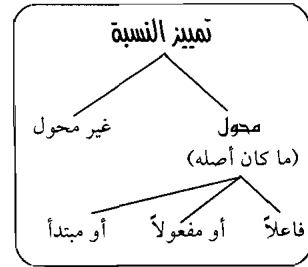 تمييز النسبة
محول غير محول
(ما كان أصله)
فاعلاً أو مفعولاً أو مبتدأ